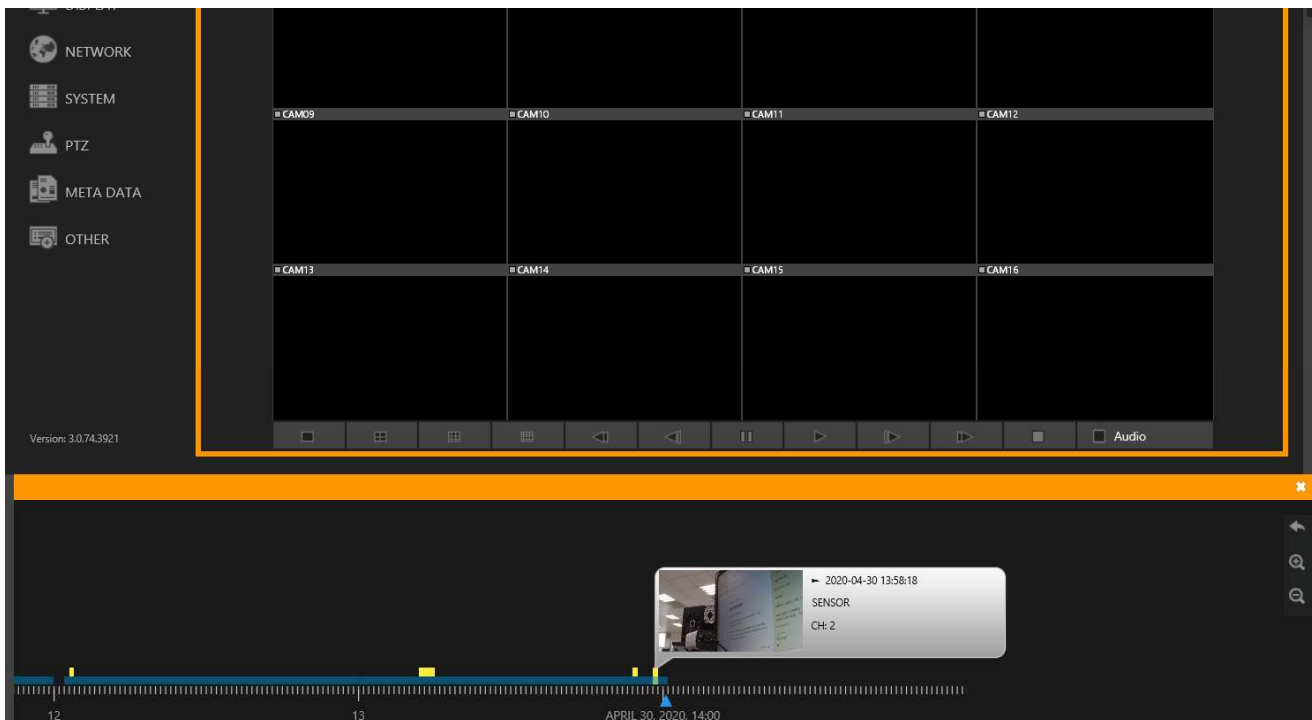 DISPLAY
NETWORK
SYSTEM
CAM09 CAM10 CAM11 CAM12
PTZ
META DATA
OTHER
CAM13 CAM14 CAM15 CAM16
Version: 3.0.74.3921
Audio
2020-04-30 13:58:18
SENSOR
CH: 2
12 13 APRIL 30, 2020, 14:00